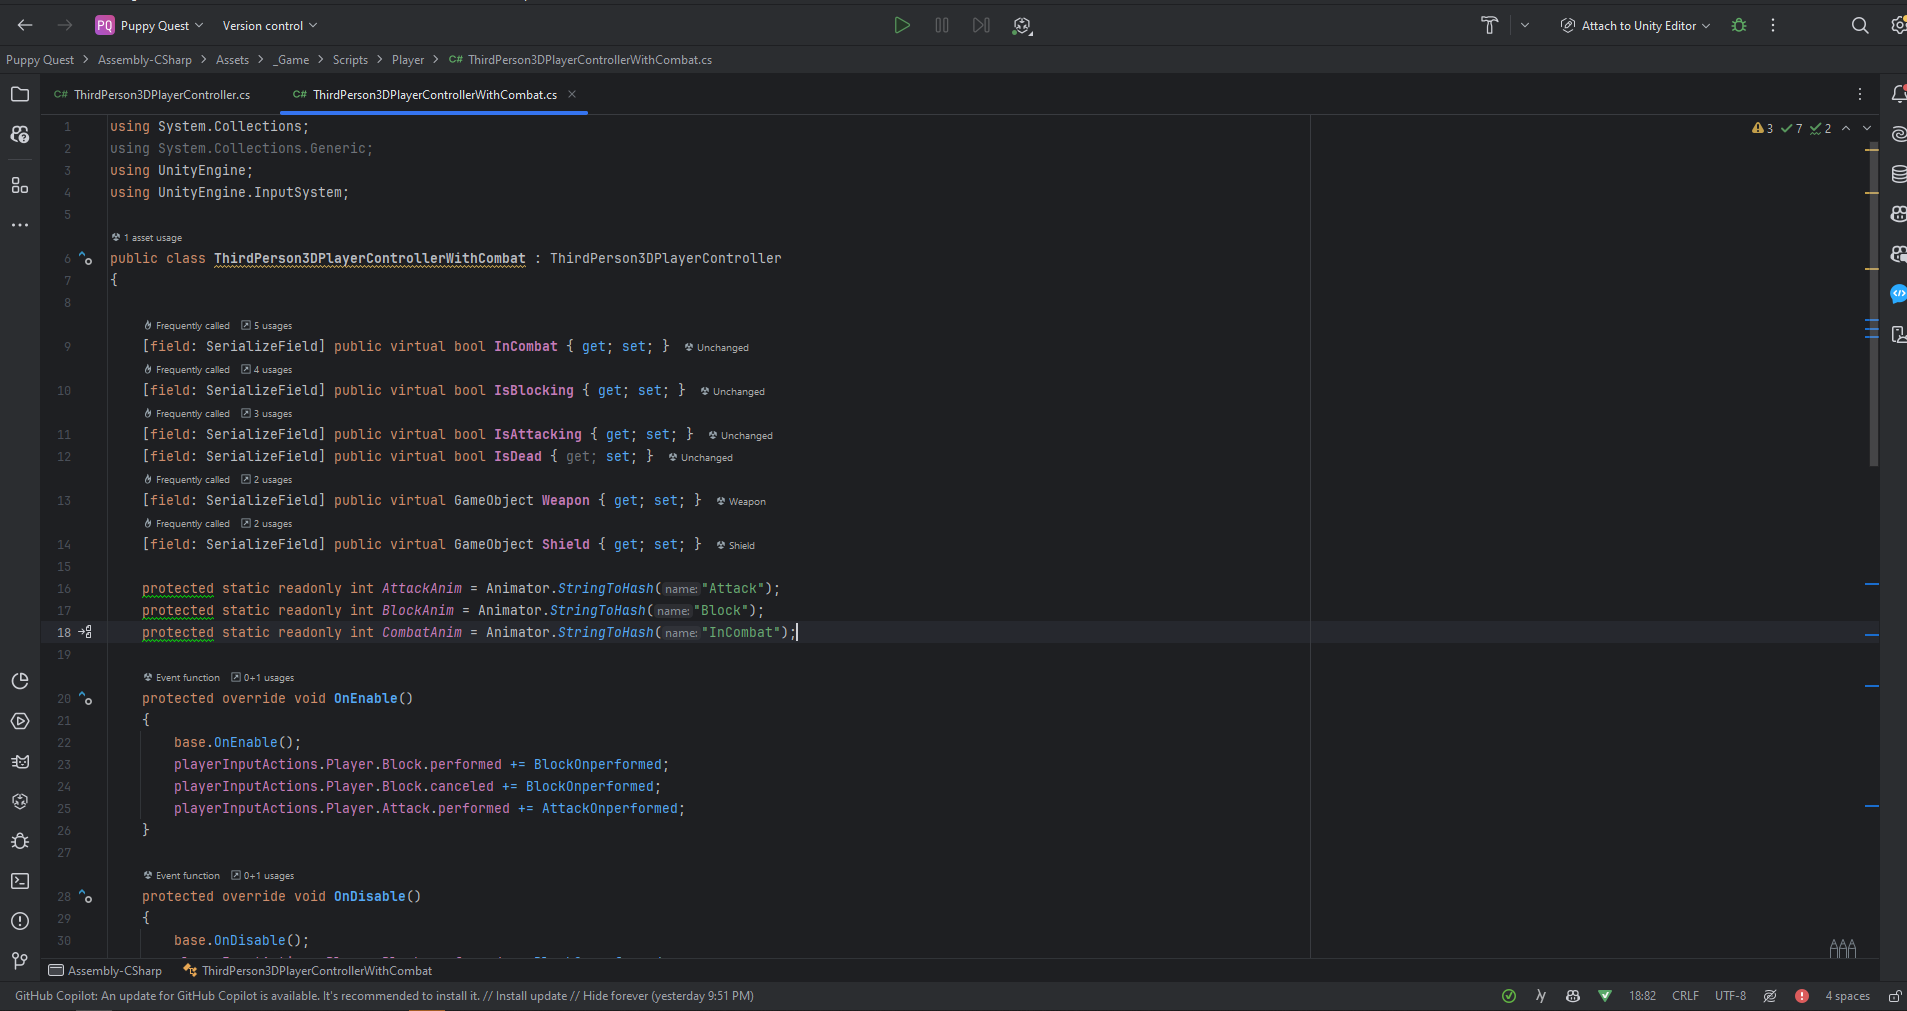 PQ Puppy Quest Version control Attach to Unity Editor
Puppy Quest > Assembly-CSharp > Assets > _Game > Scripts > Player > C# ThirdPerson3DPlayerControllerWithCombat.cs
C# ThirdPerson3DPlayerController.cs C# ThirdPerson3DPlayerControllerWithCombat.cs
1 using System.Collections; 3 7 2
2 using System.Collections.Generic;
3 using UnityEngine;
4 using UnityEngine.InputSystem;
5
1 asset usage
6 public class ThirdPerson3DPlayerControllerWithCombat : ThirdPerson3DPlayerController
7 {
8
Frequently called 5 usages
9 [field: SerializeField] public virtual bool InCombat { get; set; } Unchanged
Frequently called 4 usages
10 [field: SerializeField] public virtual bool IsBlocking { get; set; } Unchanged
Frequently called 3 usages
11 [field: SerializeField] public virtual bool IsAttacking { get; set; } Unchanged
12 [field: SerializeField] public virtual bool IsDead { get; set; } Unchanged
Frequently called 2 usages
13 [field: SerializeField] public virtual GameObject Weapon { get; set; } Weapon
Frequently called 2 usages
14 [field: SerializeField] public virtual GameObject Shield { get; set; } Shield
15
16 protected static readonly int AttackAnim = Animator.StringToHash(name:"Attack");
17 protected static readonly int BlockAnim = Animator.StringToHash(name:"Block");
18 protected static readonly int CombatAnim = Animator.StringToHash(name:"InCombat");
19
Event function 0+1 usages
20 protected override void OnEnable()
21 {
22 base.OnEnable();
23 playerInputActions.Player.Block.performed += BlockOnperformed;
24 playerInputActions.Player.Block.canceled += BlockOnperformed;
25 playerInputActions.Player.Attack.performed += AttackOnperformed;
26 }
27
Event function 0+1 usages
28 protected override void OnDisable()
29 {
30 base.OnDisable();
Assembly-CSharp ThirdPerson3DPlayerControllerWithCombat
GitHub Copilot: An update for GitHub Copilot is available. It's recommended to install it. // Install update // Hide forever (yesterday 9:51 PM) 18:82 CRLF UTF-8 4 spaces